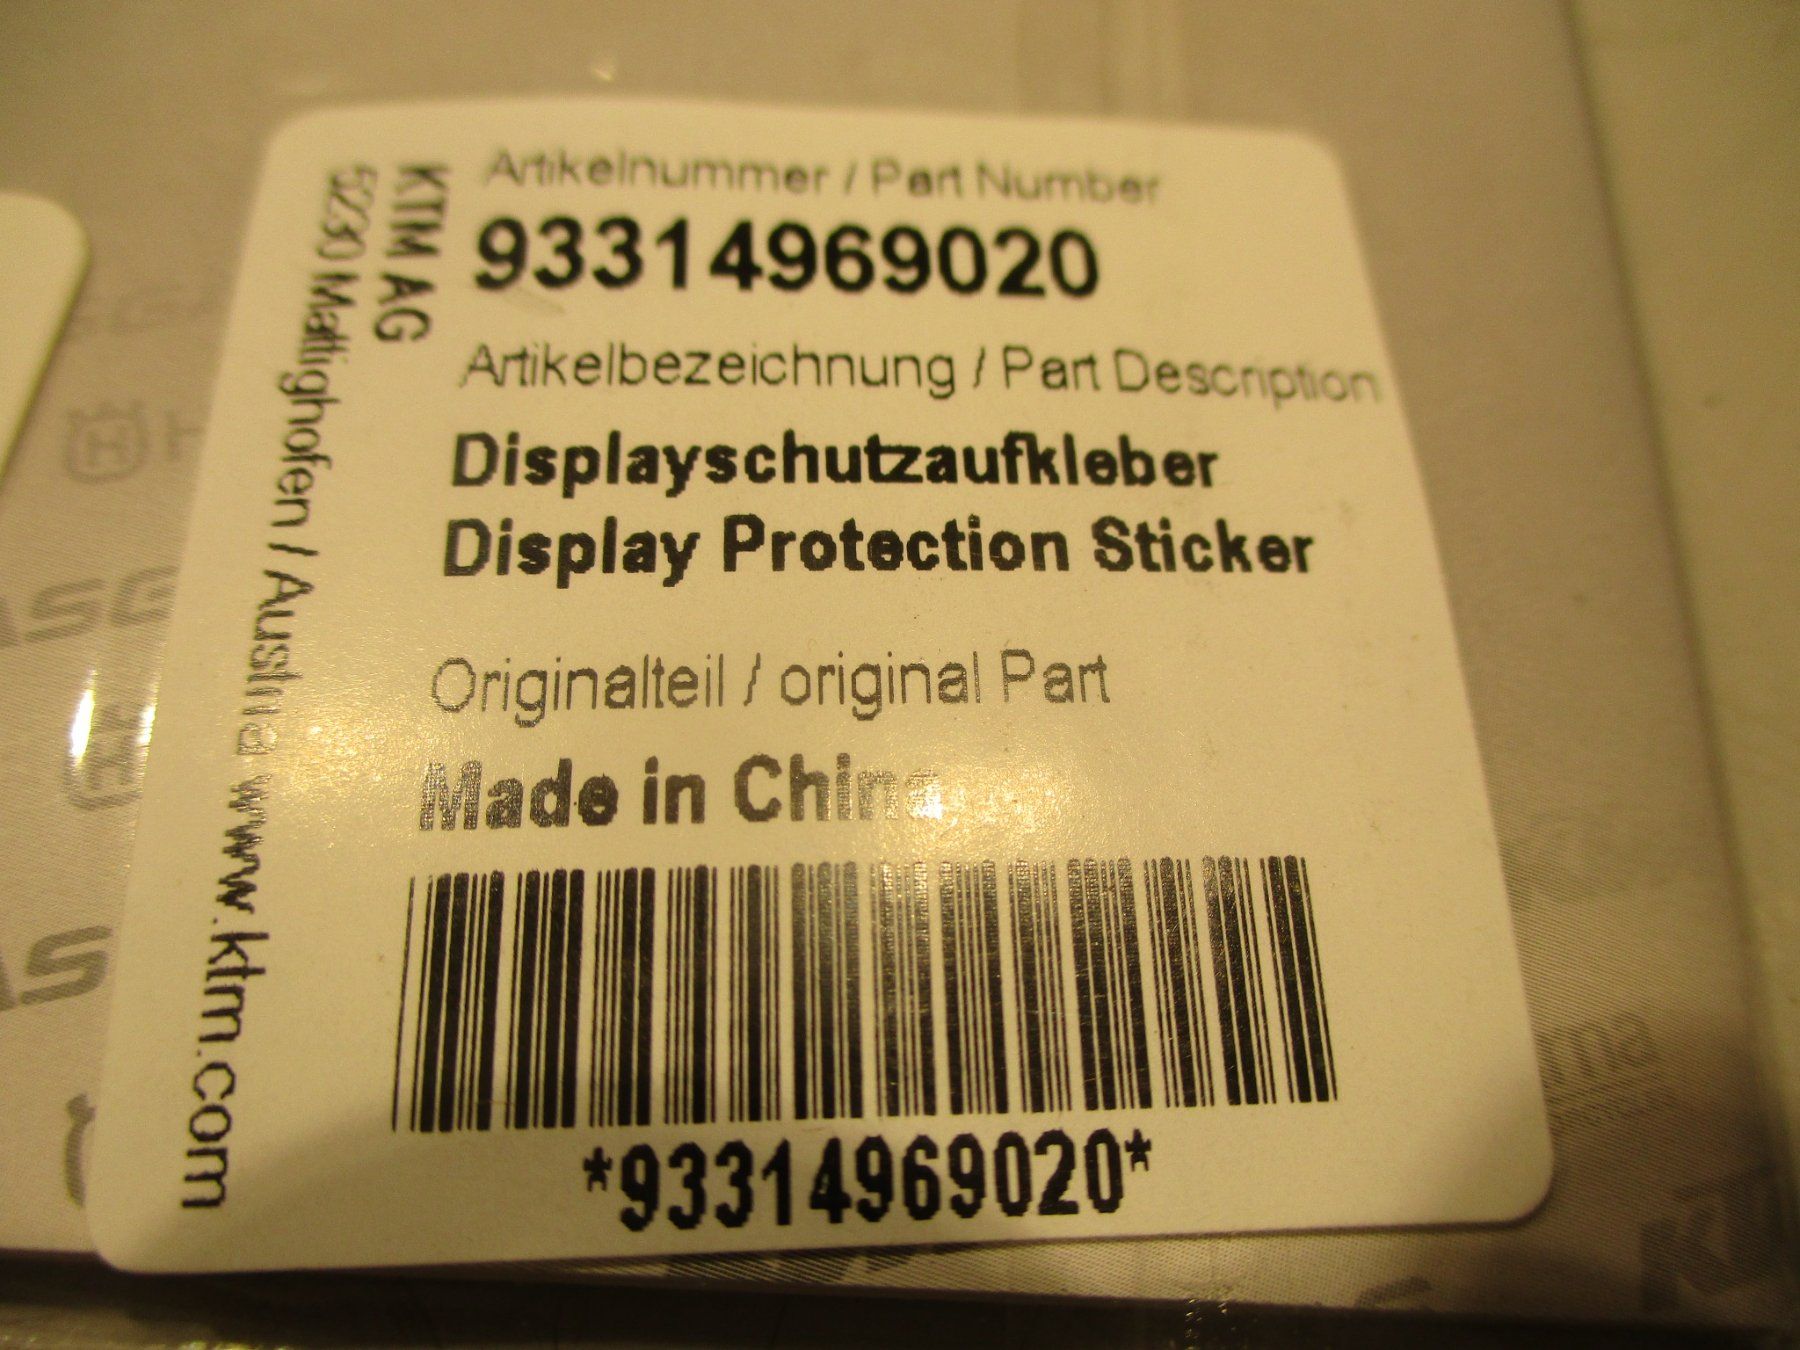 Artikelnummer / Part Number
93314969020
Artikelbezeichnung / Part Description
Displayschutzaufkleber
Display Protection Sticker
Originalteil / original Part
Made in China
*93314969020*
KTM AG
5230 Mattighofen / Austria www.ktm.com